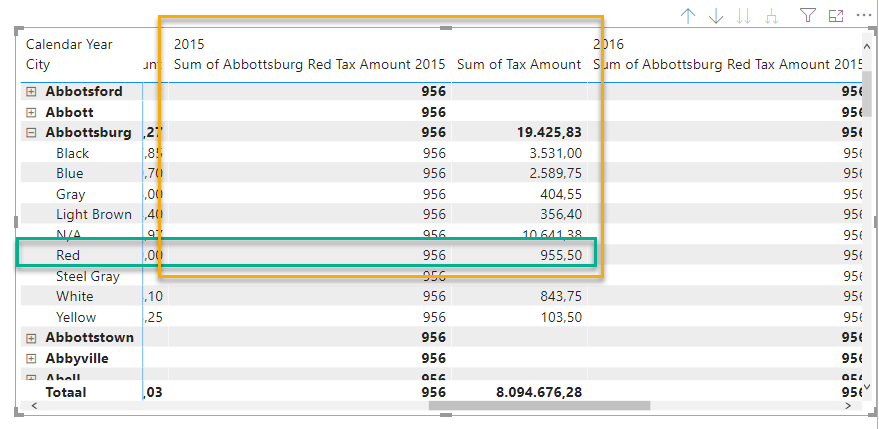 Calendar Year 2015 2016
City unt Sum of Abbottsburg Red Tax Amount 2015 Sum of Tax Amount Sum of Abbottsburg Red Tax Amount 2015
Abbotsford 956 956
Abbott 956 956
Abbottsburg ,27 956 19.425,83 956
Black ,85 956 3.531,00 956
Blue ,70 956 2.589,75 956
Gray ,00 956 404,55 956
Light Brown ,40 956 356,40 956
N/A ,97 956 10.641,38 956
Red ,00 956 955,50 956
Steel Gray 956 956
White ,10 956 843,75 956
Yellow ,25 956 103,50 956
Abbottstown 956 956
Abbyville 956 956
Abell 956 956
Totaal ,03 956 8.094.676,28 956